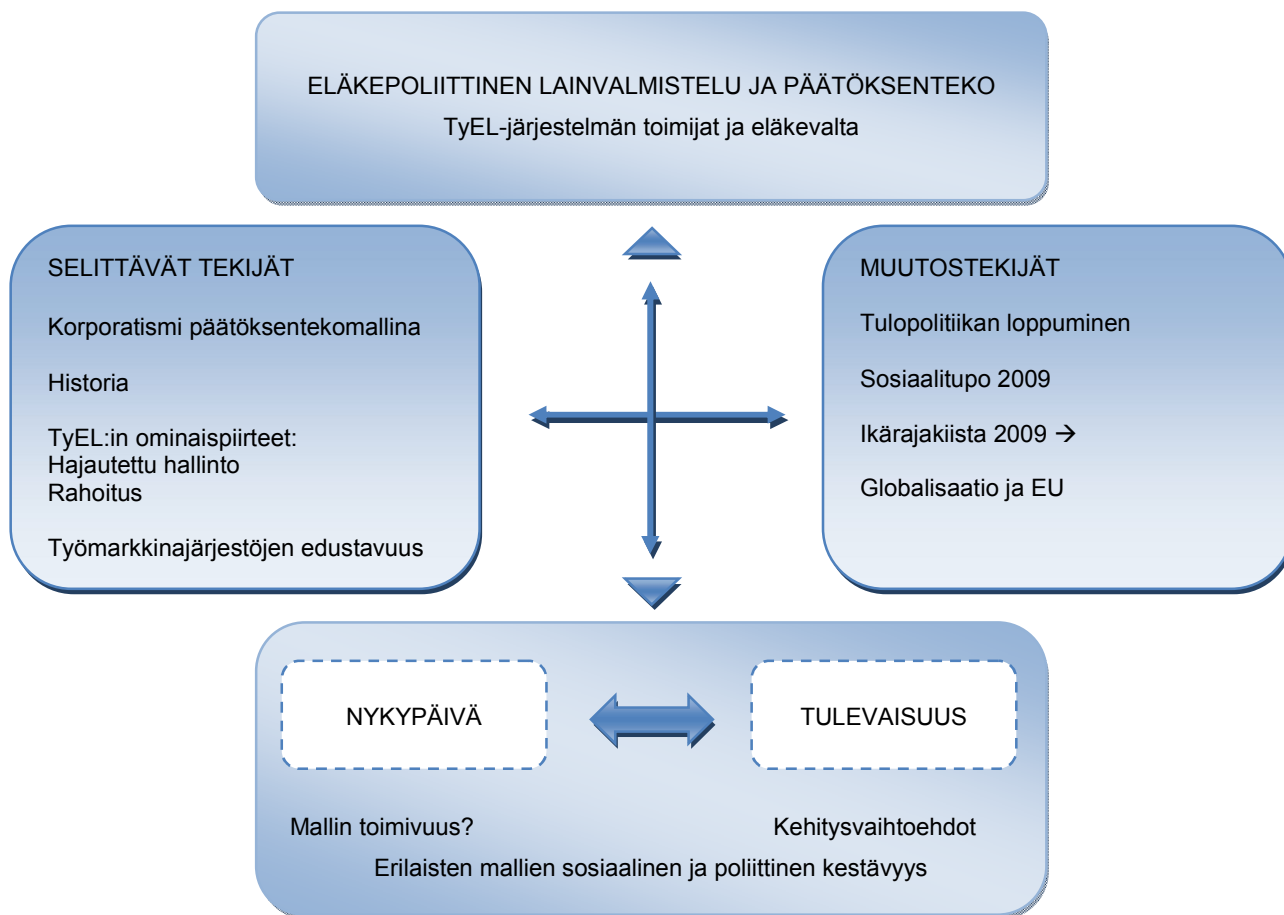 ELÄKEPOLIITTINEN LAINVALMISTELU JA PÄÄTÖKSENTEKO
TyEL-järjestelmän toimijat ja eläkevalta
SELITTÄVÄT TEKIJÄT
Korporatismi päätöksentekomallina
Historia
TyEL:in ominaispiirteet:
Hajautettu hallinto
Rahoitus
Työmarkkinajärjestöjen edustavuus
MUUTOSTEKIJÄT
Tulopolitiikan loppuminen
Sosiaalitupo 2009
Ikärajakiista 2009 →
Globalisaatio ja EU
NYKYPÄIVÄ
TULEVAISUUS
Mallin toimivuus?
Kehitysvaihtoehdot
Erilaisten mallien sosiaalinen ja poliittinen kestävyys